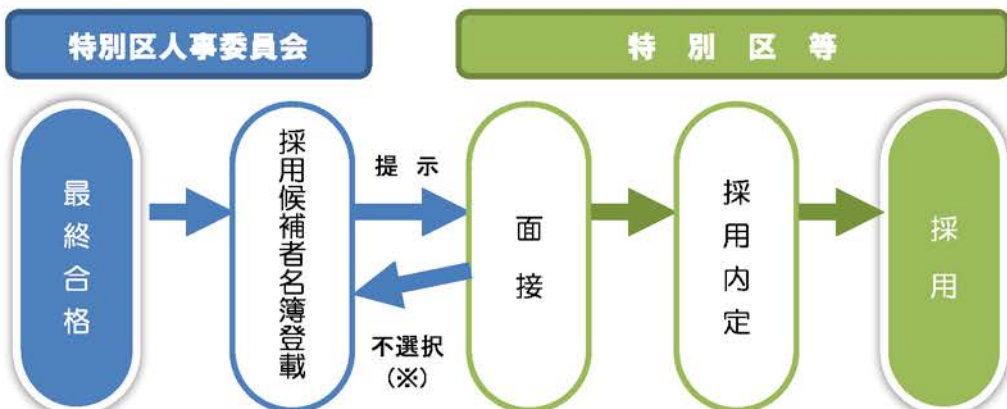 特別区人事委員会
特別区等
最終合格
採用候補者名簿登載
提示
不選択
（※）
面接
採用内定
採用